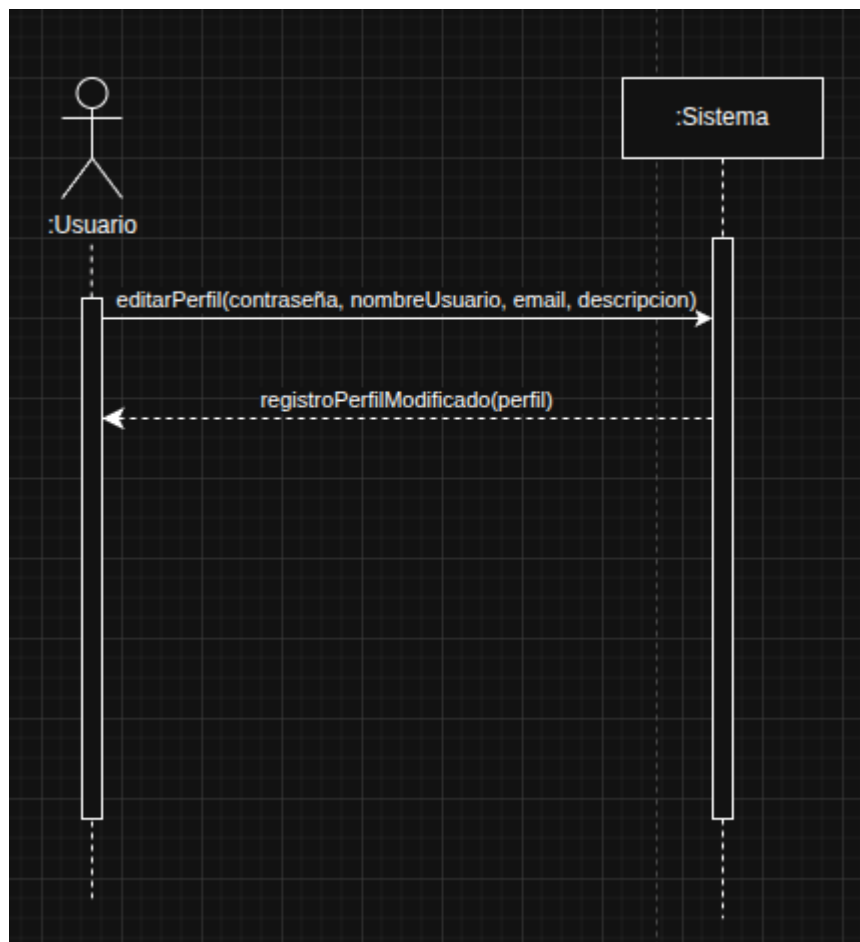 :Sistema
:Usuario
editarPerfil(contraseña, nombreUsuario, email, descripcion)
registroPerfilModificado(perfil)